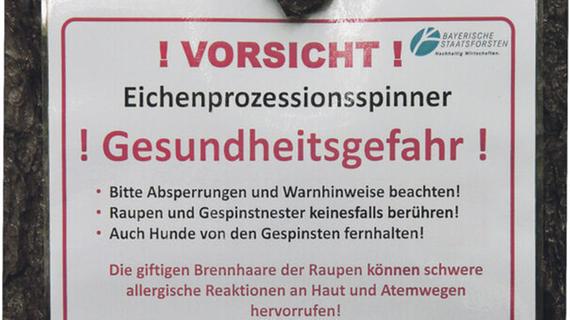 ! VORSICHT !
BAYERISCHE
STAATSFORSTEN
Nachhaltig Wirtschaften.
Eichenprozessionsspinner
! Gesundheitsgefahr !
• Bitte Absperrungen und Warnhinweise beachten!
• Raupen und Gespinstnester keinesfalls berühren!
• Auch Hunde von den Gespinsten fernhalten!
Die giftigen Brennhaare der Raupen können schwere
allergische Reaktionen an Haut und Atemwegen
hervorrufen!